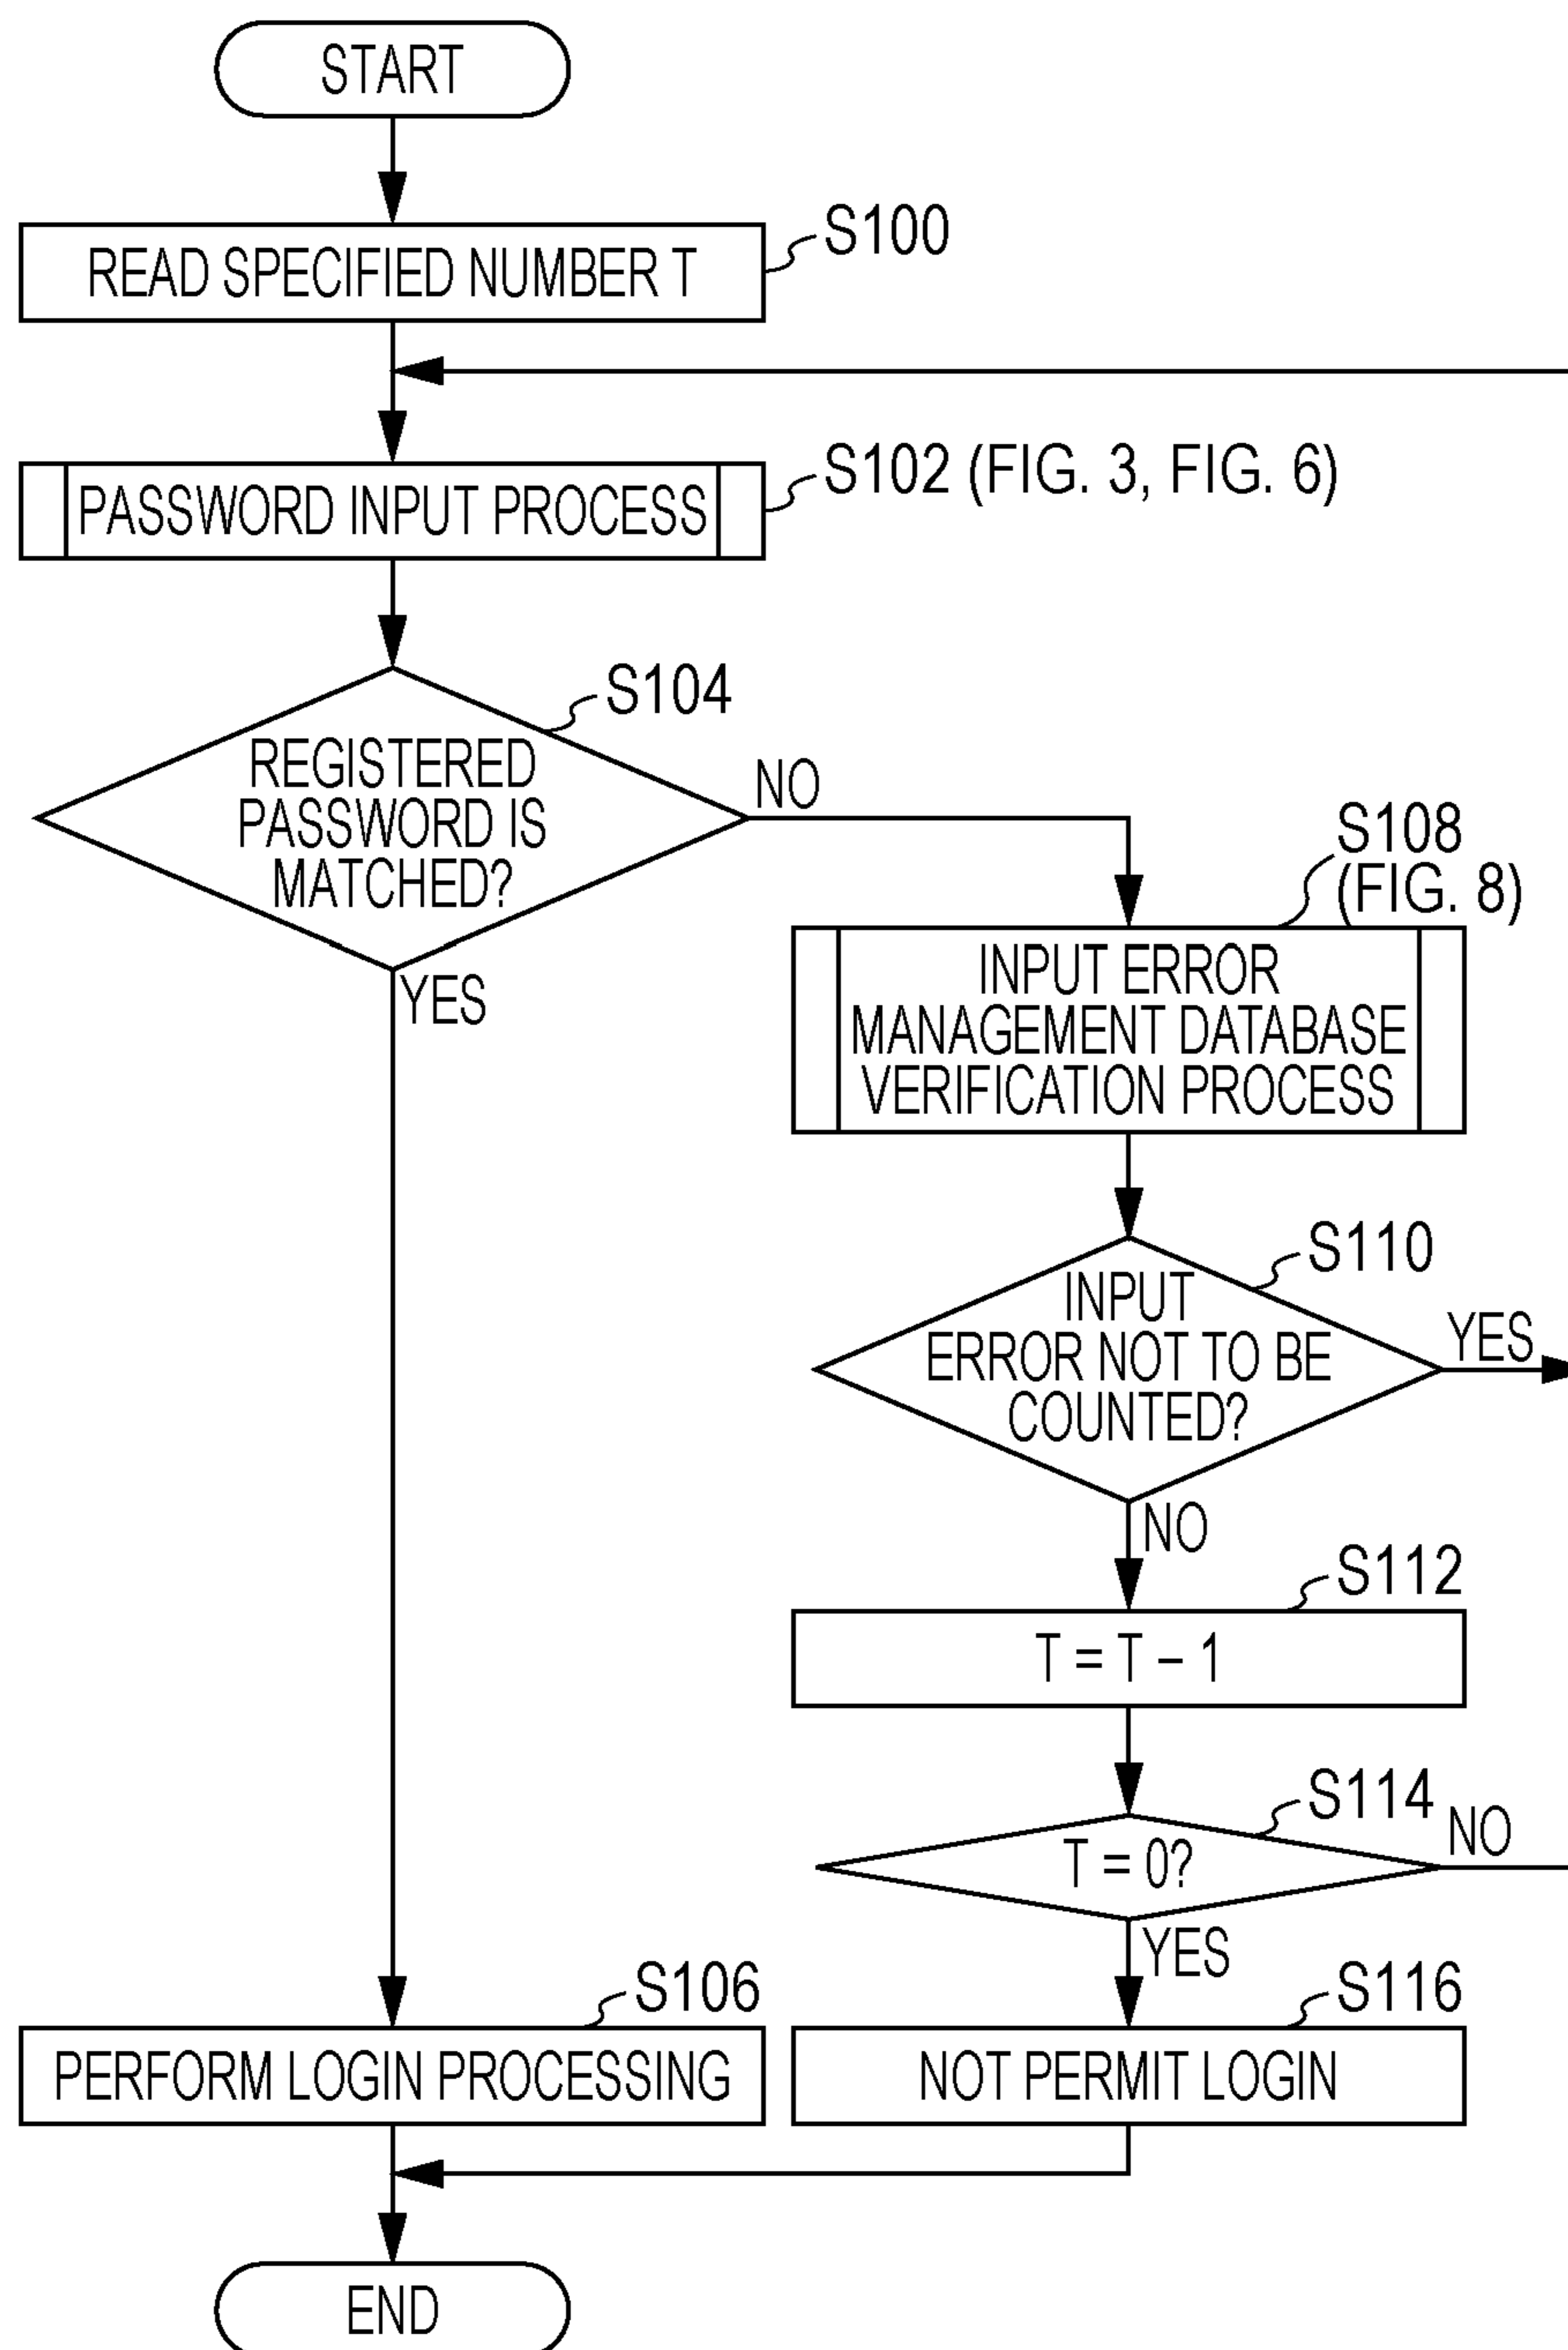 START
READ SPECIFIED NUMBER T
S100
PASSWORD INPUT PROCESS
S102 (FIG. 3, FIG. 6)
S104
REGISTERED
PASSWORD IS
MATCHED?
NO
YES
S108
(FIG. 8)
INPUT ERROR
MANAGEMENT DATABASE
VERIFICATION PROCESS
S110
INPUT
ERROR NOT TO BE
COUNTED?
YES
NO
S112
T = T – 1
S114
T = 0?
NO
YES
S106
PERFORM LOGIN PROCESSING
S116
NOT PERMIT LOGIN
END